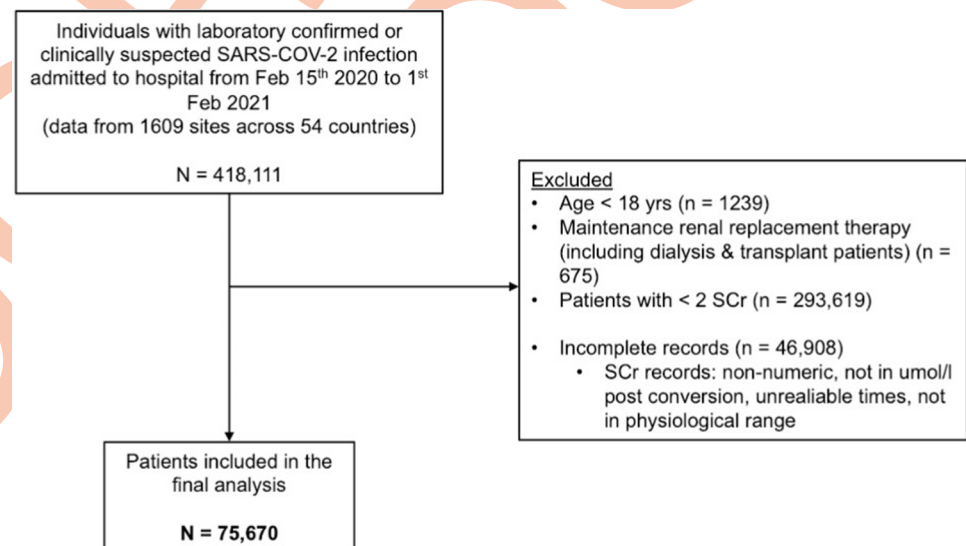 Individuals with laboratory confirmed or
clinically suspected SARS-COV-2 infection
admitted to hospital from Feb 15th 2020 to 1st
Feb 2021
(data from 1609 sites across 54 countries)
N = 418,111
Excluded
• Age < 18 yrs (n = 1239)
• Maintenance renal replacement therapy
(including dialysis & transplant patients) (n =
675)
• Patients with < 2 SCr (n = 293,619)
• Incomplete records (n = 46,908)
• SCr records: non-numeric, not in umol/l
post conversion, unrealiable times, not
in physiological range
Patients included in the
final analysis
N = 75,670